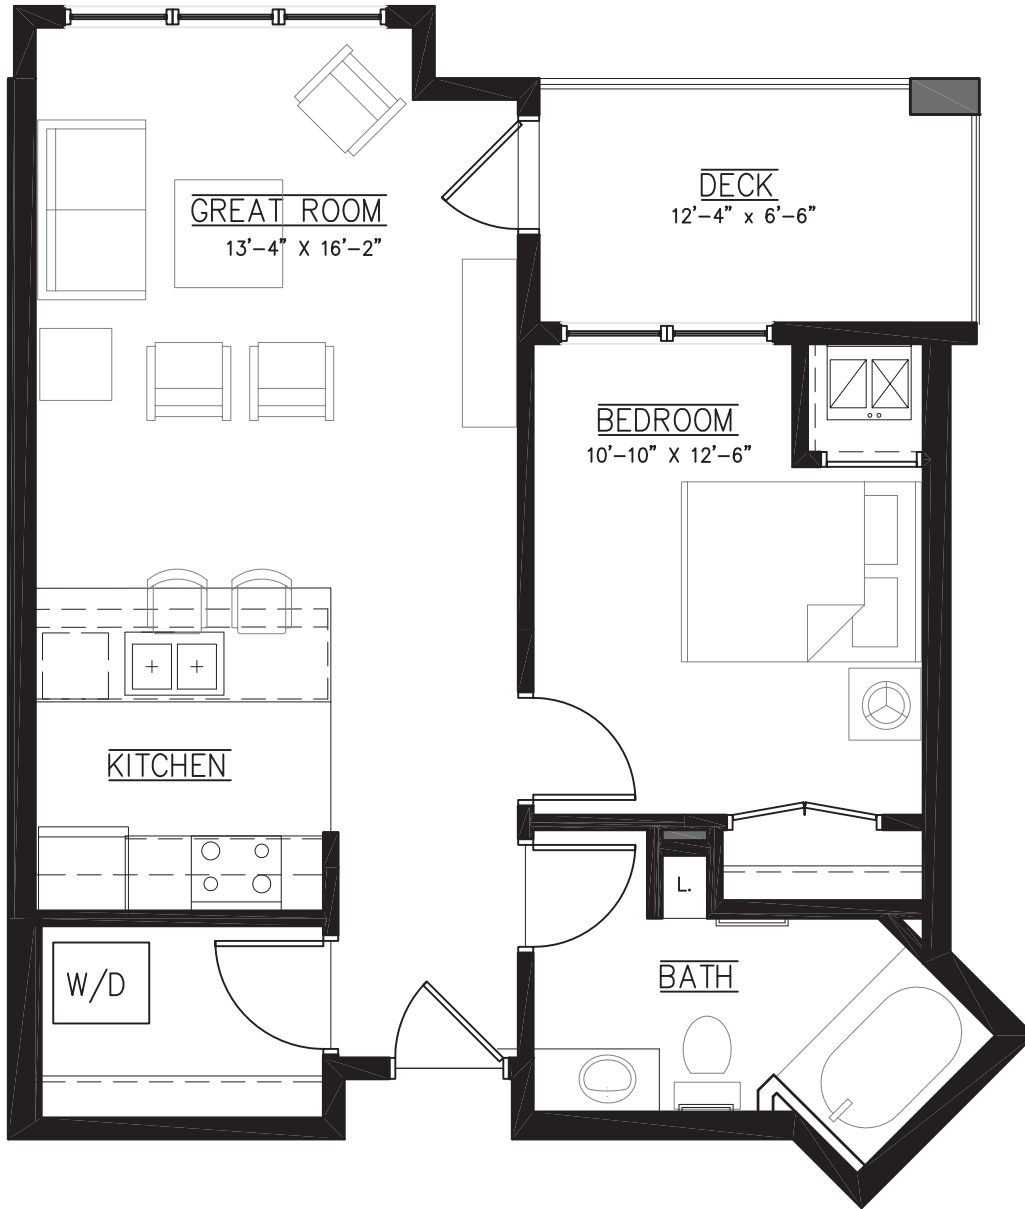 GREAT ROOM
13'-4" X 16'-2"
DECK
12'-4" x 6'-6"
BEDROOM
10'-10" X 12'-6"
KITCHEN
L.
W/D
BATH